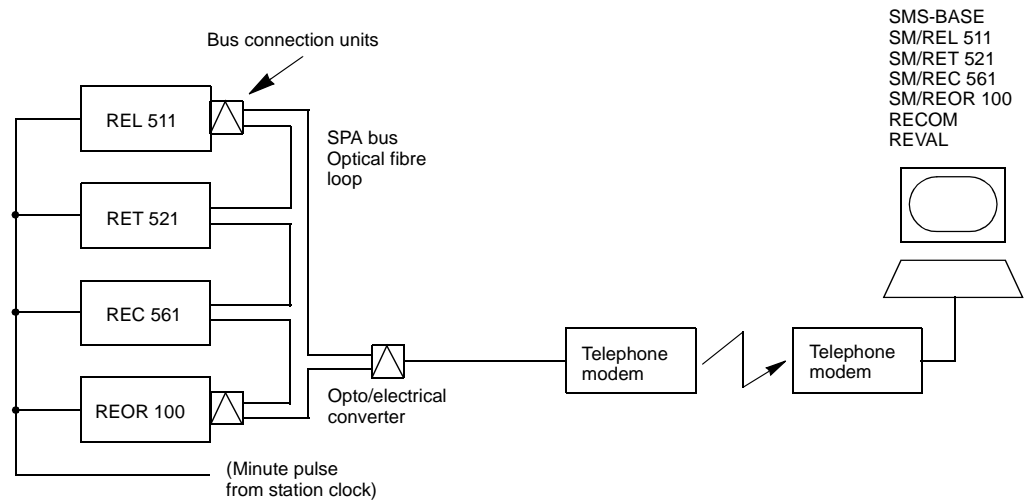 SMS-BASE
SM/REL 511
SM/RET 521
SM/REC 561
SM/REOR 100
RECOM
REVAL
Bus connection units
REL 511
SPA bus
Optical fibre
loop
RET 521
REC 561
REOR 100
Opto/electrical
converter
Telephone
modem
Telephone
modem
(Minute pulse
from station clock)